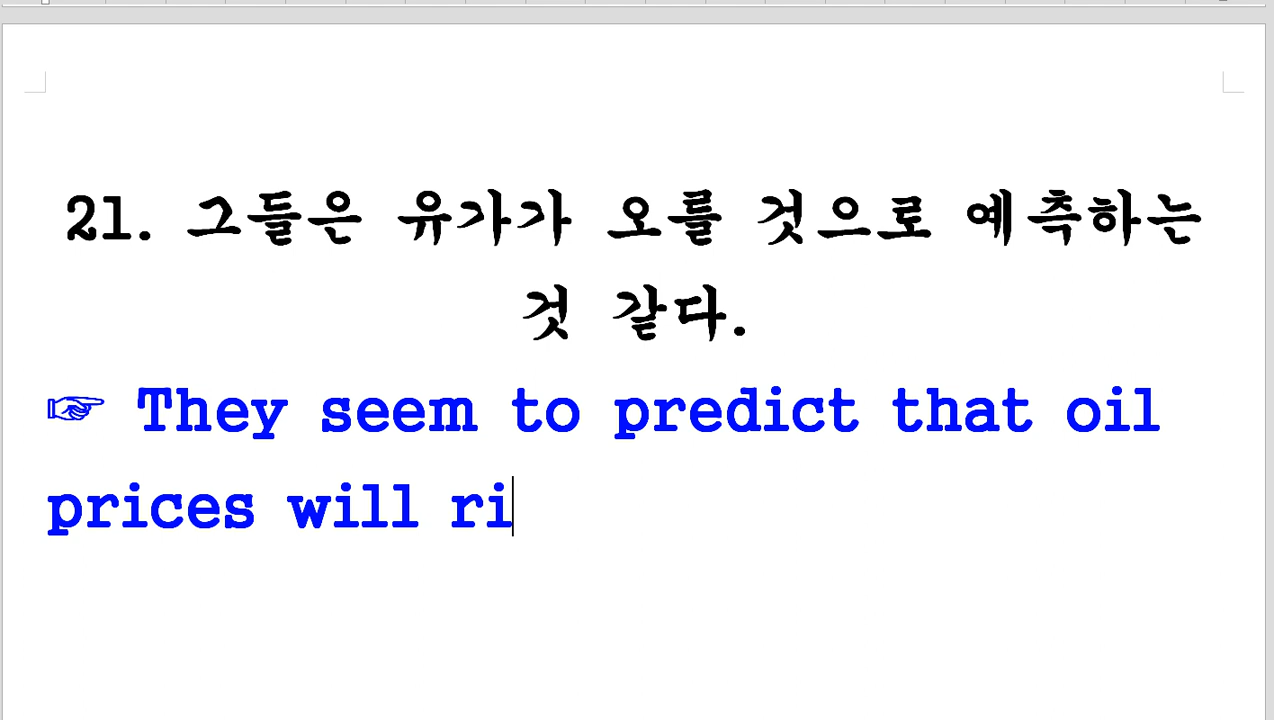 21. 그들은 유가가 오를 것으로 예측하는
것 같다.
☞ They seem to predict that oil
prices will ri